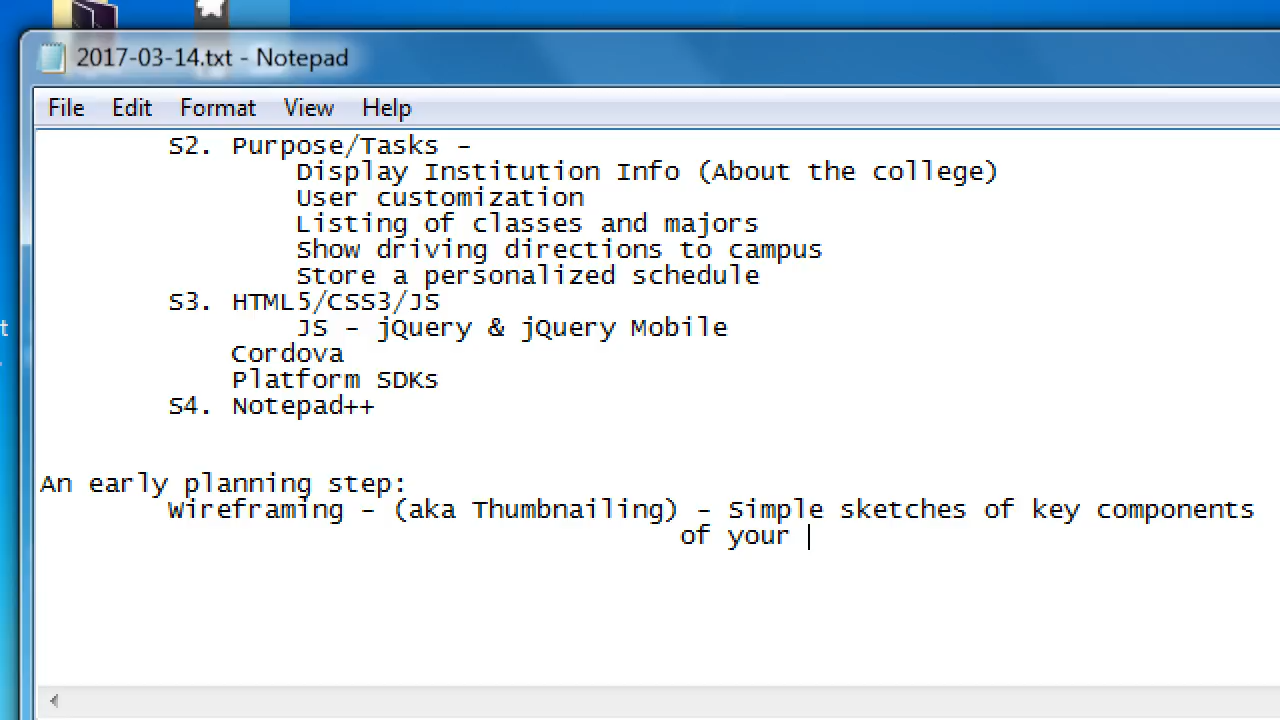 2017-03-14.txt - Notepad
File Edit Format View Help
S2. Purpose/Tasks -
Display Institution Info (About the college)
User customization
Listing of classes and majors
Show driving directions to campus
Store a personalized schedule
S3. HTML5/CSS3/JS
JS - jQuery & jQuery Mobile
Cordova
Platform SDKs
S4. Notepad++
An early planning step:
Wireframing - (aka Thumbnailing) - Simple sketches of key components
of your